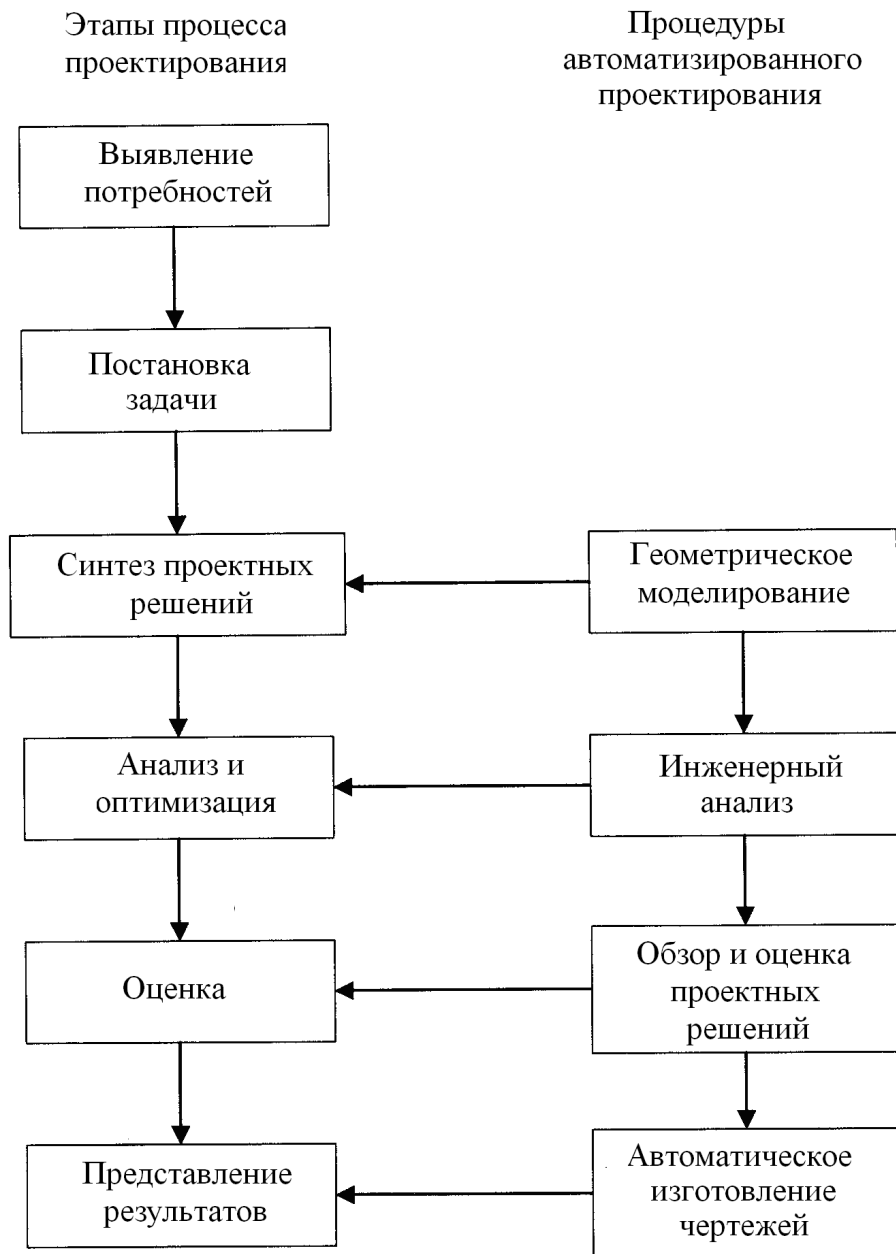 Этапы процесса
проектирования
Процедуры
автоматизированного
проектирования
Выявление
потребностей
Постановка
задачи
Синтез проектных
решений
Геометрическое
моделирование
Анализ и
оптимизация
Инженерный
анализ
Оценка
Обзор и оценка
проектных
решений
Представление
результатов
Автоматическое
изготовление
чертежей